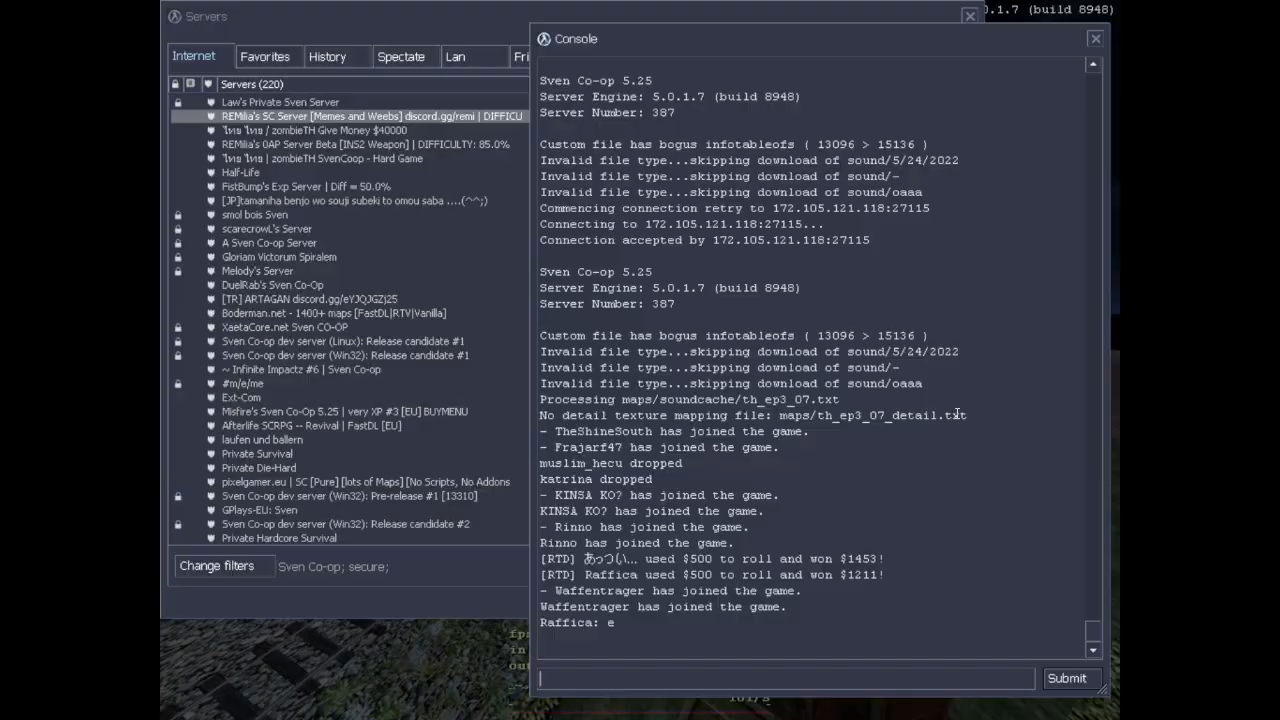 0.1.7 (build 8948)
Servers
Internet
Favorites
History
Spectate
Lan
Fri
Servers (220)
Law's Private Sven Server
REMilia's SC Server [Memes and Weebs] discord.gg/remi | DIFFICU
ไทย ไทย / zombieTH Give Money $40000
REMilia's 0AP Server Beta [INS2 Weapon] | DIFFICULTY: 85.0%
ไทย ไทย | zombieTH SvenCoop - Hard Game
Half-Life
FistBump's Exp Server | Diff = 50.0%
[JP]tamaniha benjo wo souji subeki to omou saba ....(^^;)
smol bois Sven
scarecrowL's Server
A Sven Co-op Server
Gloriam Victorum Spiralem
Melody's Server
DuelRab's Sven Co-Op
[TR] ARTAGAN discord.gg/eYJQJGZ)25
Boderman.net - 1400+ maps [FastDL|RTV|Vanilla]
XaetaCore.net Sven CO-OP
Sven Co-op dev server (Linux): Release candidate #1
Sven Co-op dev server (Win32): Release candidate #1
~ Infinite Impactz #6 | Sven Co-op
#m/e/me
Ext-Com
Misfire's Sven Co-Op 5.25 | very XP #3 [EU] BUYMENU
Afterlife SCRPG -- Revival | FastDL [EU]
laufen und ballern
Private Survival
Private Die-Hard
pixelgamer.eu | SC [Pure] [lots of Maps] [No Scripts, No Addons
Sven Co-op dev server (Win32): Pre-release #1 [13310]
GPlays-EU: Sven
Sven Co-op dev server (Win32): Release candidate #2
Private Hardcore Survival
Change filters
Sven Co-op; secure;
Console
Sven Co-op 5.25
Server Engine: 5.0.1.7 (build 8948)
Server Number: 387
Custom file has bogus infotableofs ( 13096 > 15136 )
Invalid file type...skipping download of sound/5/24/2022
Invalid file type...skipping download of sound/-
Invalid file type...skipping download of sound/oaaa
Commencing connection retry to 172.105.121.118:27115
Connecting to 172.105.121.118:27115...
Connection accepted by 172.105.121.118:27115
Sven Co-op 5.25
Server Engine: 5.0.1.7 (build 8948)
Server Number: 387
Custom file has bogus infotableofs ( 13096 > 15136 )
Invalid file type...skipping download of sound/5/24/2022
Invalid file type...skipping download of sound/-
Invalid file type...skipping download of sound/oaaa
Processing maps/soundcache/th_ep3_07.txt
No detail texture mapping file: maps/th_ep3_07_detail.txt
- TheShineSouth has joined the game.
- Frajarf47 has joined the game.
muslim_hecu dropped
katrina dropped
- KINSA KO? has joined the game.
KINSA KO? has joined the game.
- Rinno has joined the game.
Rinno has joined the game.
[RTD] あっつい... used $500 to roll and won $1453!
[RTD] Raffica used $500 to roll and won $1211!
- Waffentrager has joined the game.
Waffentrager has joined the game.
Raffica: e
Submit
fps
in
out